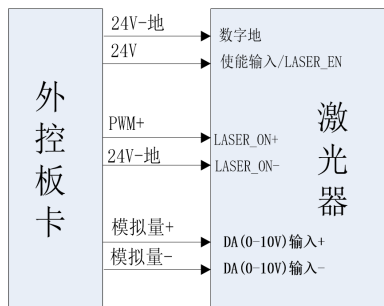 外控板卡
24V-地
数字地
24V
使能输入/LASER_EN
PWM+
LASER_ON+
24V-地
LASER_ON-
模拟量+
DA(0-10V)输入+
模拟量-
DA(0-10V)输入-
激光器